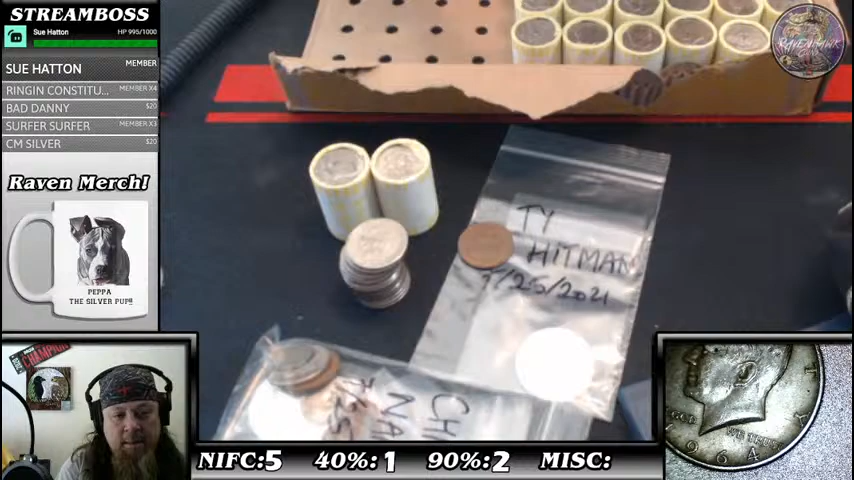 STREAMBOSS
Sue Hatton
HP 995/1000
SUE HATTON MEMBER
RINGIN CONSTITU... MEMBER X4
BAD DANNY $20
SURFER SURFER MEMBER X3
CM SILVER $20
Raven Merch!
PEPPA
THE SILVER PUP!!
TY
HITMAN
7/25/2021
CHAMPION
NIFC:5 40%:1 90%:2 MISC:
GOD WE TRUST
1964